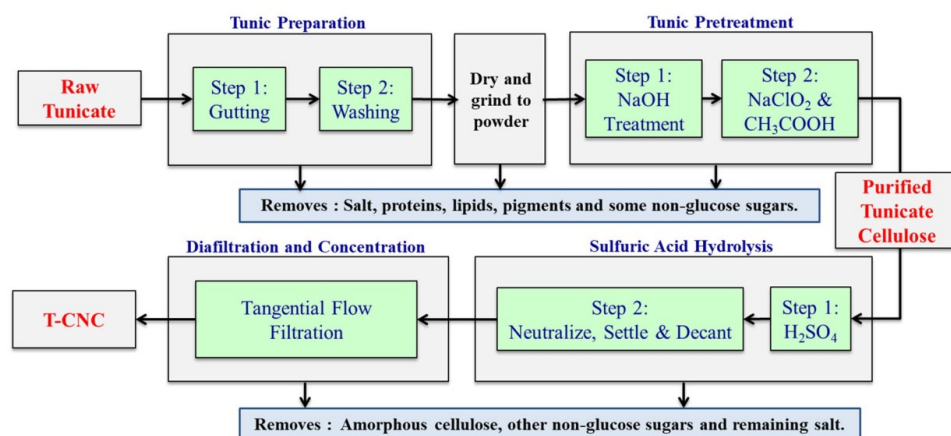 Tunic Preparation
Tunic Pretreatment
Raw
Tunicate
Step 1:
Gutting
Step 2:
Washing
Dry and
grind to
powder
Step 1:
NaOH
Treatment
Step 2:
NaClO₂ &
CH₃COOH
Removes : Salt, proteins, lipids, pigments and some non-glucose sugars.
Purified
Tunicate
Cellulose
Diafiltration and Concentration
Sulfuric Acid Hydrolysis
T-CNC
Tangential Flow
Filtration
Step 2:
Neutralize, Settle & Decant
Step 1:
H₂SO₄
Removes : Amorphous cellulose, other non-glucose sugars and remaining salt.